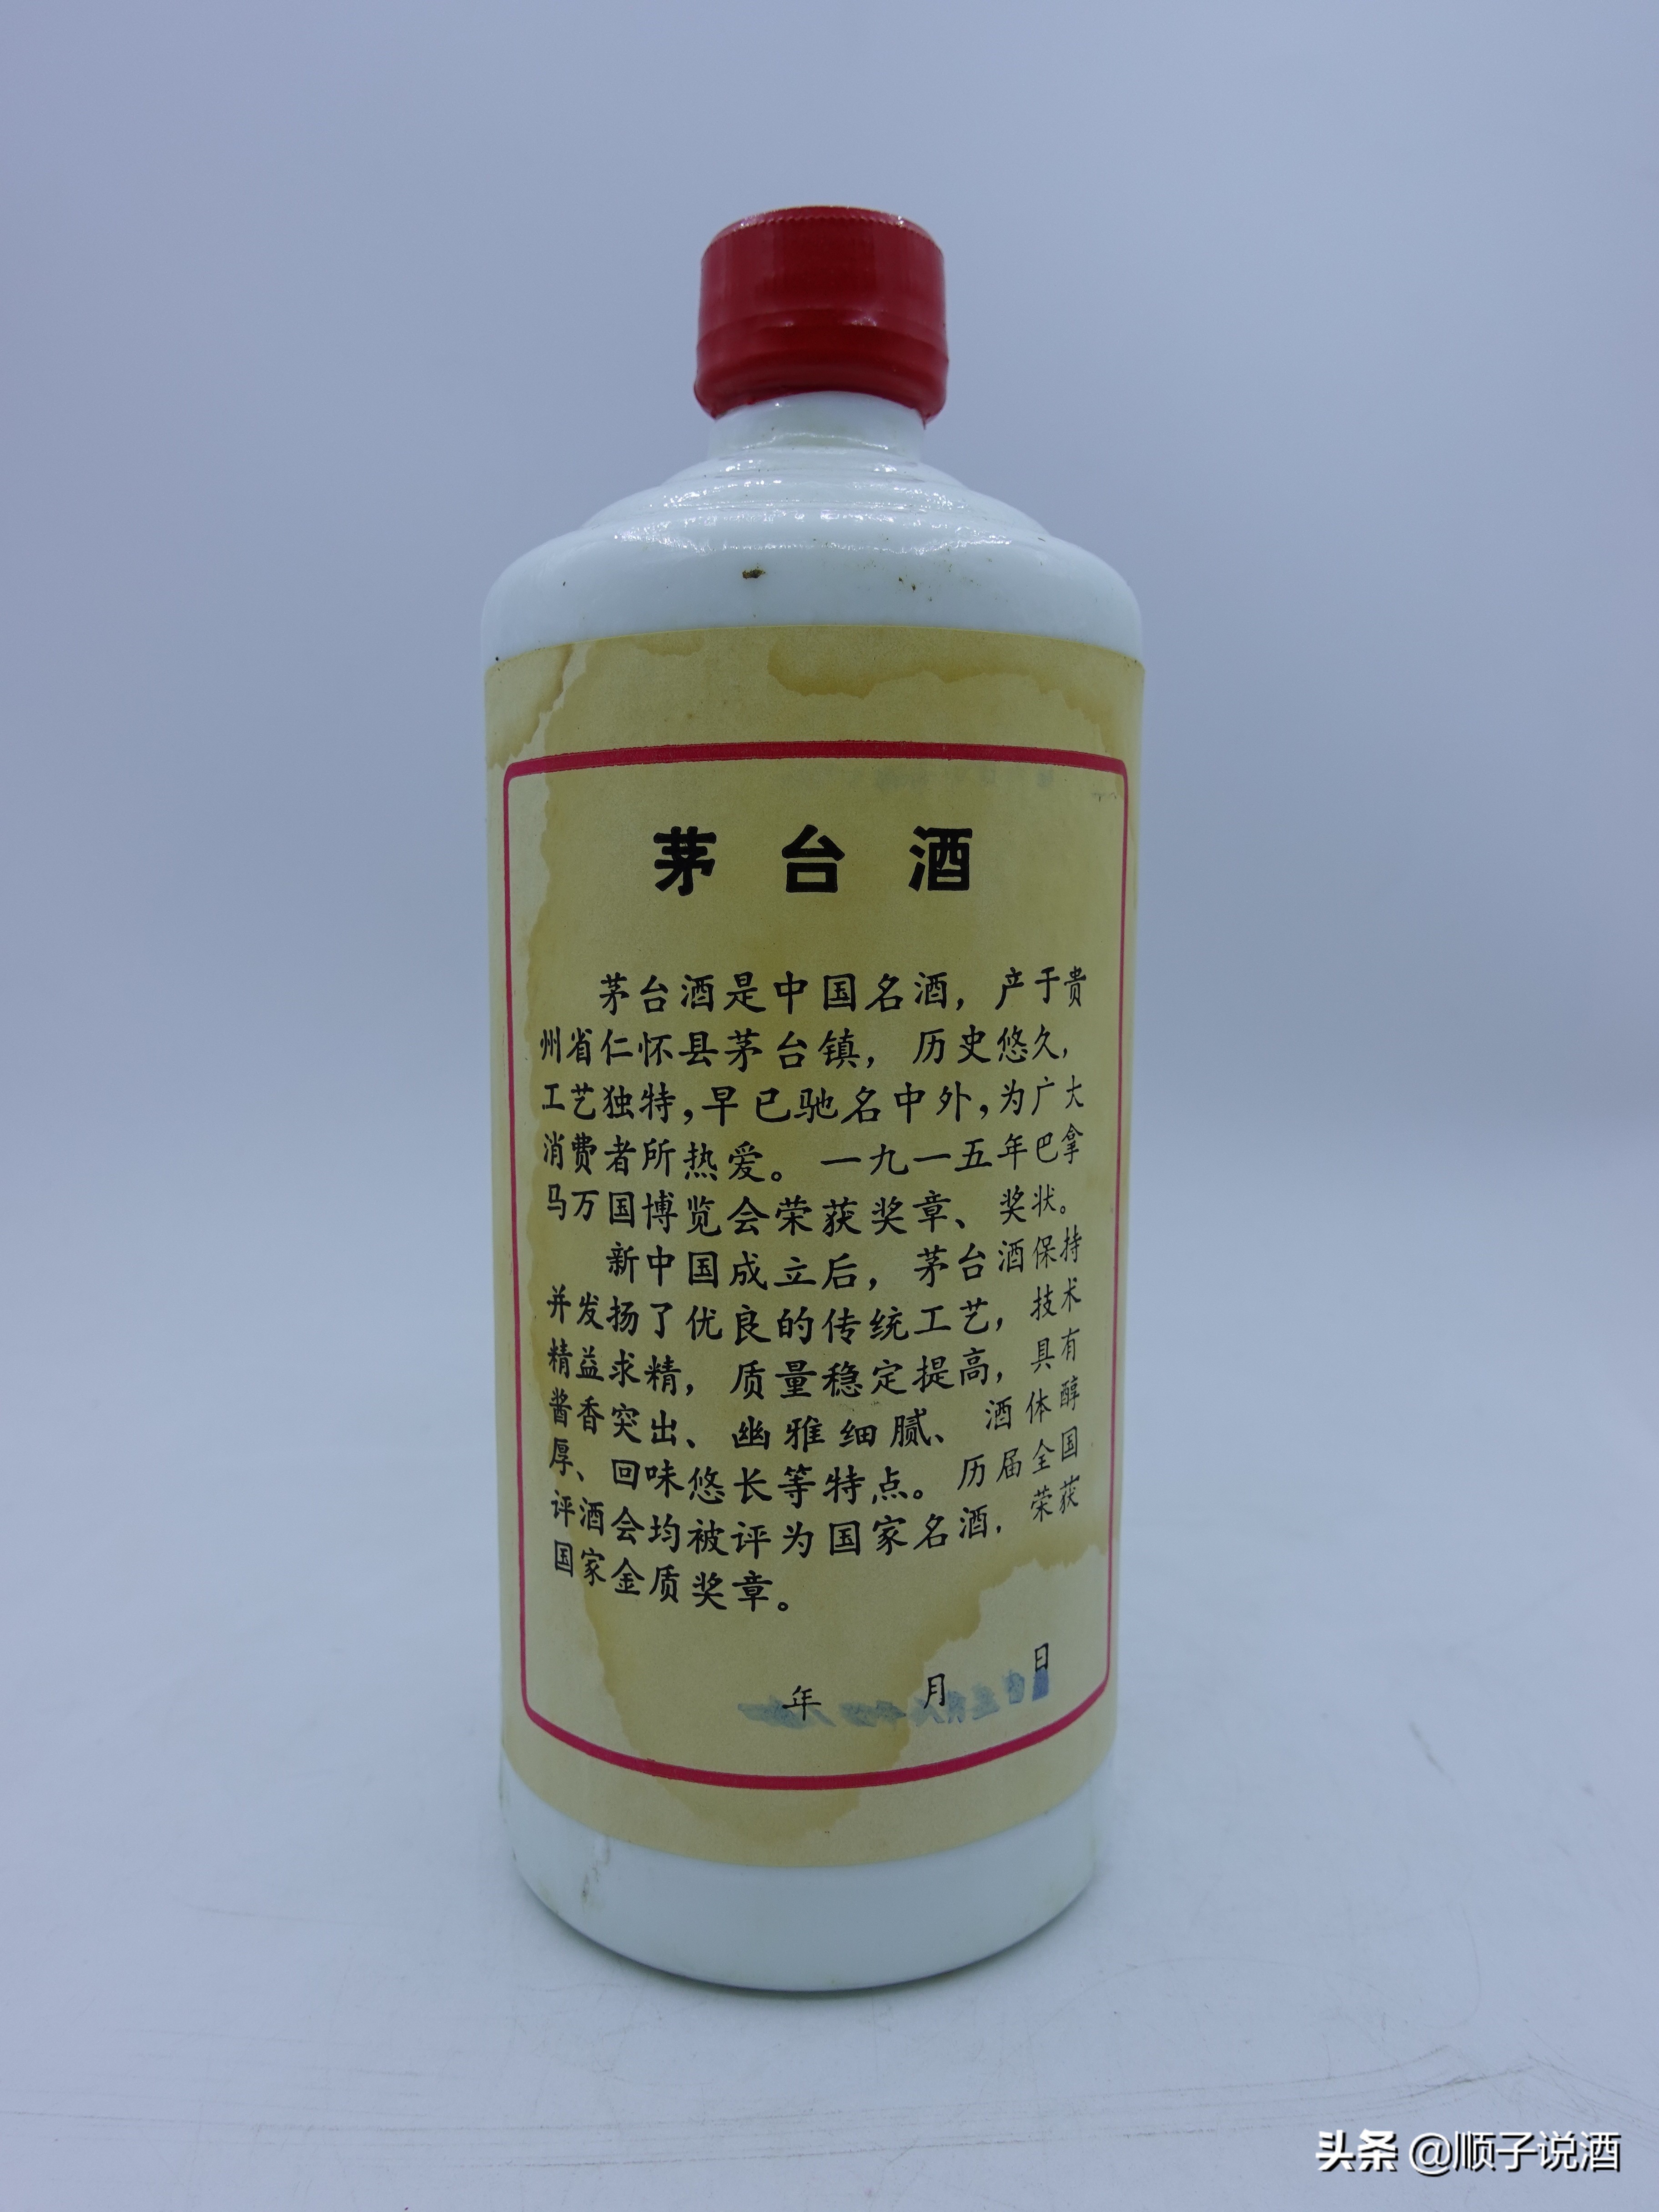 茅台酒
茅台酒是中国名酒，产于贵
州省仁怀县茅台镇，历史悠久，
工艺独特，早已驰名中外，为广大
消费者所热爱。一九一五年巴拿
马万国博览会荣获奖章、奖状。
新中国成立后，茅台酒保持
并发扬了优良的传统工艺，技术
精益求精，质量稳定提高，具有
酱香突出、幽雅细腻、酒体醇
厚、回味悠长等特点。历届全国
评酒会均被评为国家名酒，荣获
国家金质奖章。
年 月 日
头条 @顺子说酒